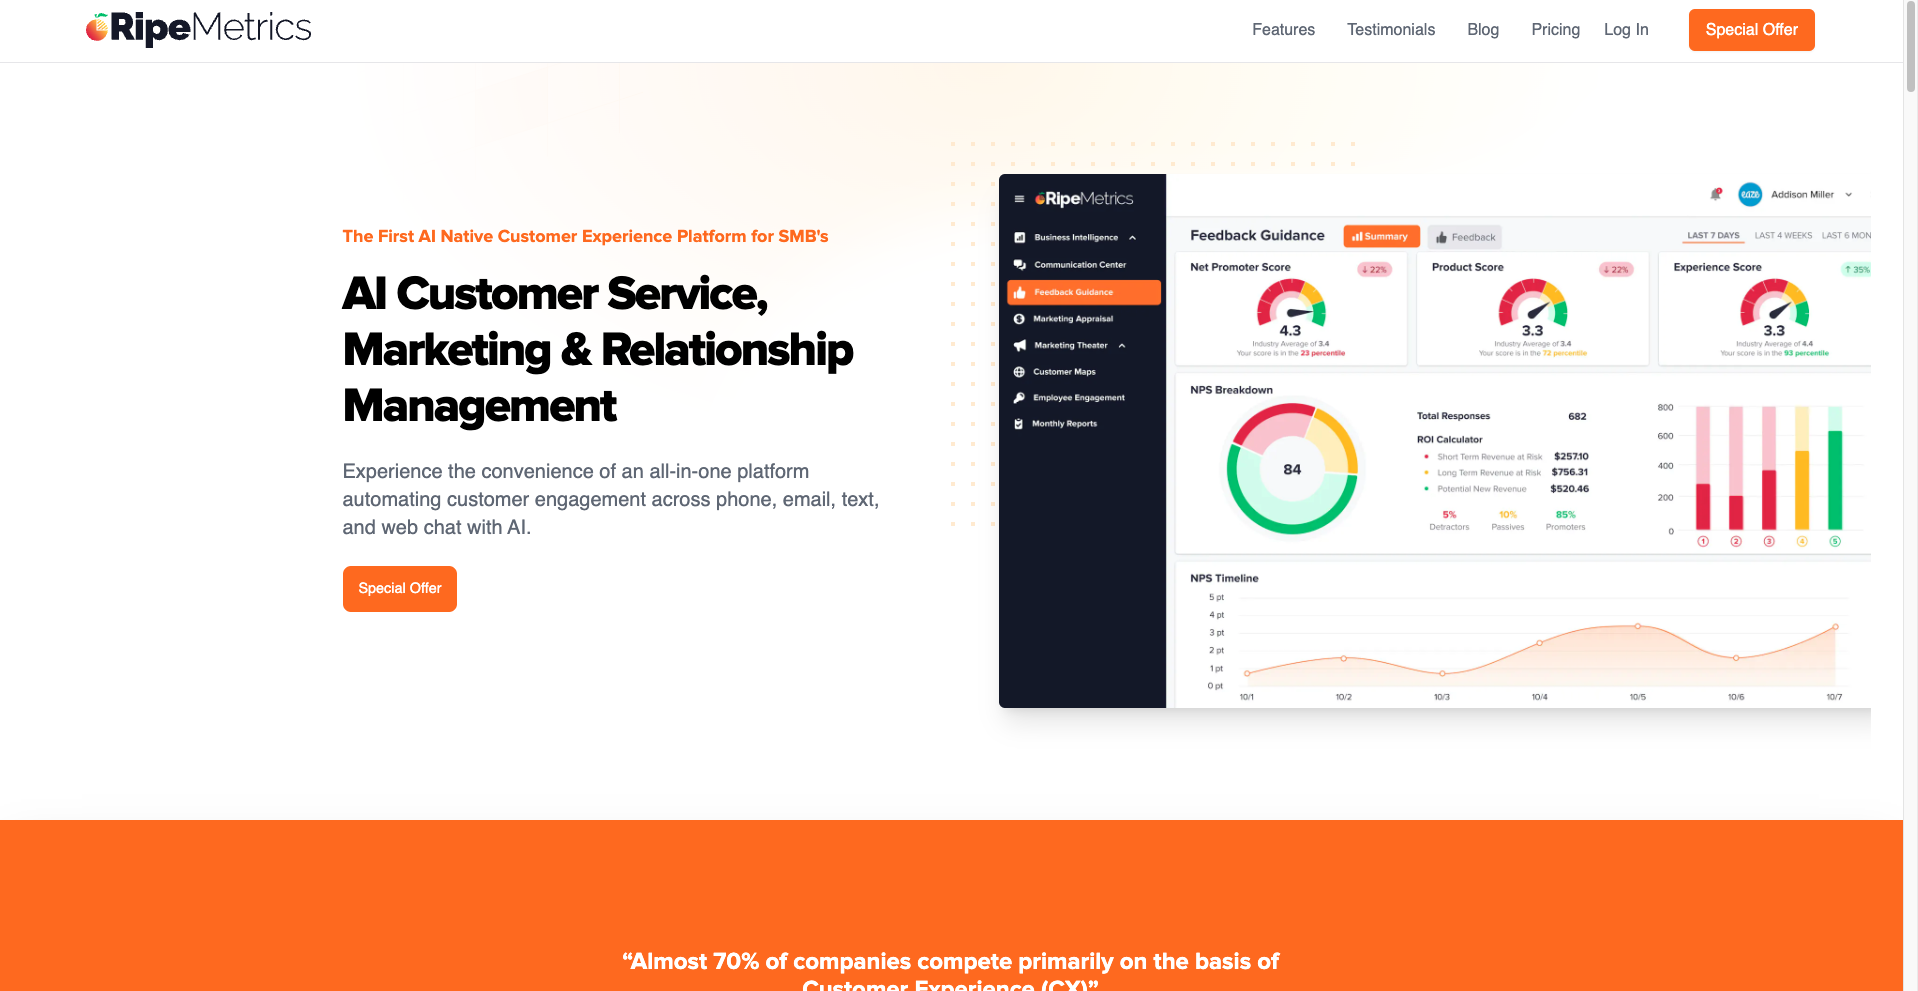 RipeMetrics
Features
Testimonials
Blog
Pricing
Log In
Special Offer
The First AI Native Customer Experience Platform for SMB's
AI Customer Service,
Marketing & Relationship
Management
Experience the convenience of an all-in-one platform
automating customer engagement across phone, email, text,
and web chat with AI.
Special Offer
RipeMetrics
Business Intelligence
Communication Center
Feedback Guidance
Marketing Appraisal
Marketing Theater
Customer Maps
Employee Engagement
Monthly Reports
Addison Miller
Feedback Guidance
Summary
Feedback
LAST 7 DAYS
LAST 4 WEEKS
LAST 6 MON
Net Promoter Score
↓ 22%
4.3
Industry Average of 3.4
Your score is in the 23 percentile
Product Score
↓ 22%
3.3
Industry Average of 3.4
Your score is in the 72 percentile
Experience Score
↑ 35%
3.3
Industry Average of 4.4
Your score is in the 93 percentile
NPS Breakdown
84
Total Responses 682
ROI Calculator
Short Term Revenue at Risk $257.10
Long Term Revenue at Risk $756.31
Potential New Revenue $520.46
5% 10% 85%
Detractors Passives Promoters
800
600
400
200
0
1 2 3 4 5
NPS Timeline
5 pt
4 pt
3 pt
2 pt
1 pt
0 pt
10/1 10/2 10/3 10/4 10/5 10/6 10/7
“Almost 70% of companies compete primarily on the basis of
Customer Experience (CX)”